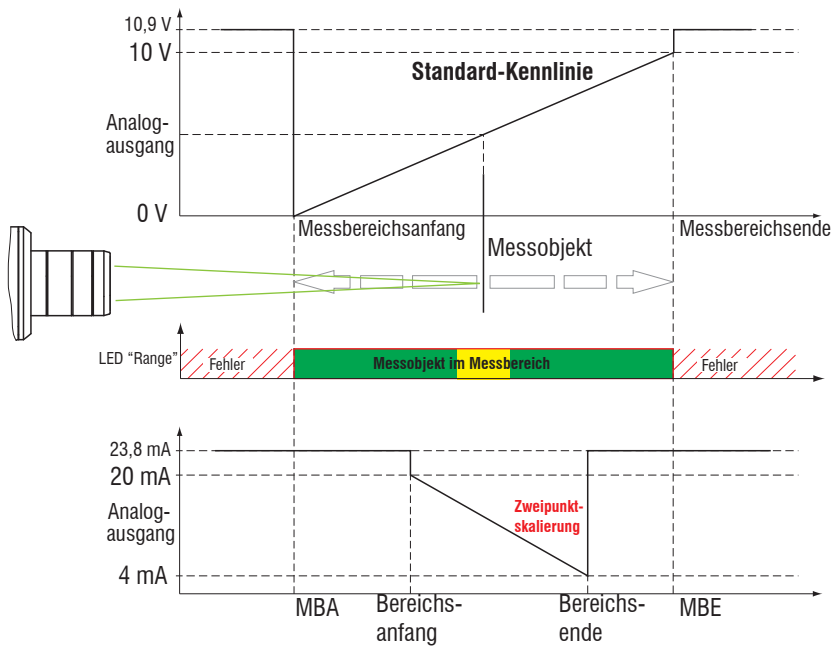 10,9 V
10 V
Standard-Kennlinie
Analog-
ausgang
0 V
Messbereichsanfang
Messbereichsende
Messobjekt
LED “Range”
Fehler
Messobjekt im Messbereich
Fehler
23,8 mA
20 mA
Analog-
ausgang
Zweipunkt-
skalierung
4 mA
MBA
Bereichs-
anfang
Bereichs-
ende
MBE